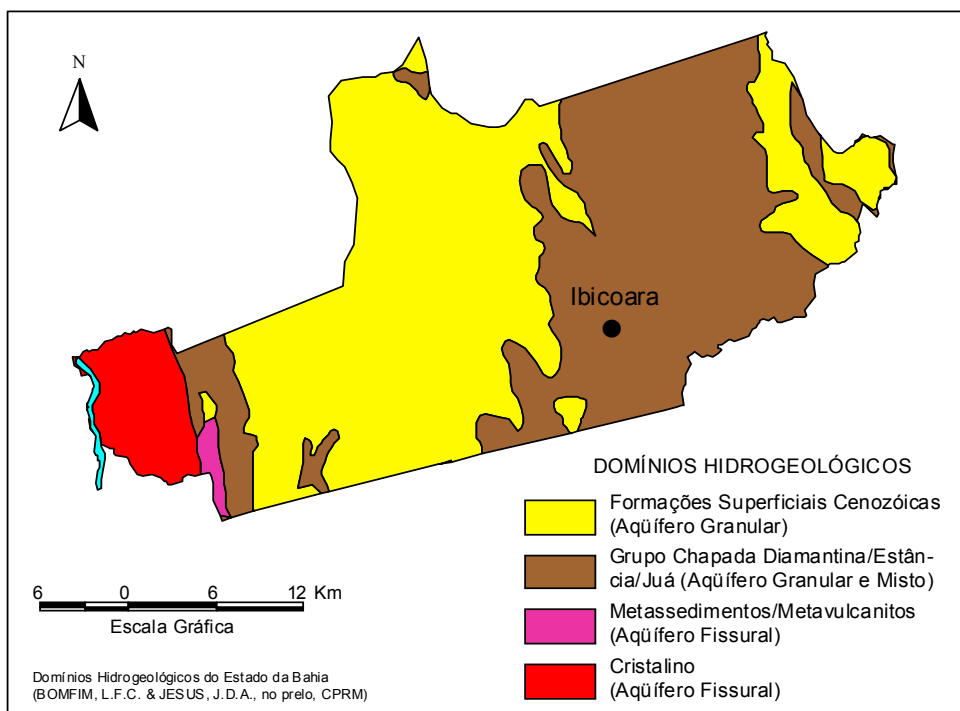 N
Ibicoara
DOMÍNIOS HIDROGEOLÓGICOS
Formações Superficiais Cenozóicas
(Aqüífero Granular)
Grupo Chapada Diamantina/Estân-
cia/Juá (Aqüífero Granular e Misto)
Metassedimentos/Metavulcanitos
(Aqüífero Fissural)
Cristalino
(Aqüífero Fissural)
6 0 6 12 Km
Escala Gráfica
Domínios Hidrogeológicos do Estado da Bahia
(BOMFIM, L.F.C. & JESUS, J.D.A., no prelo, CPRM)